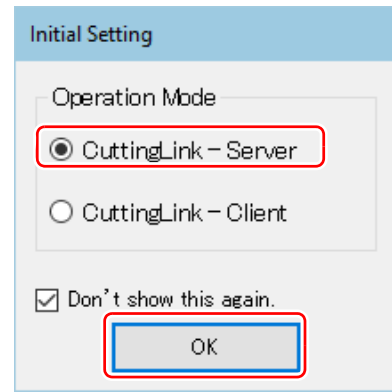 Initial Setting
Operation Mode
CuttingLink - Server
CuttingLink - Client
Don't show this again.
OK